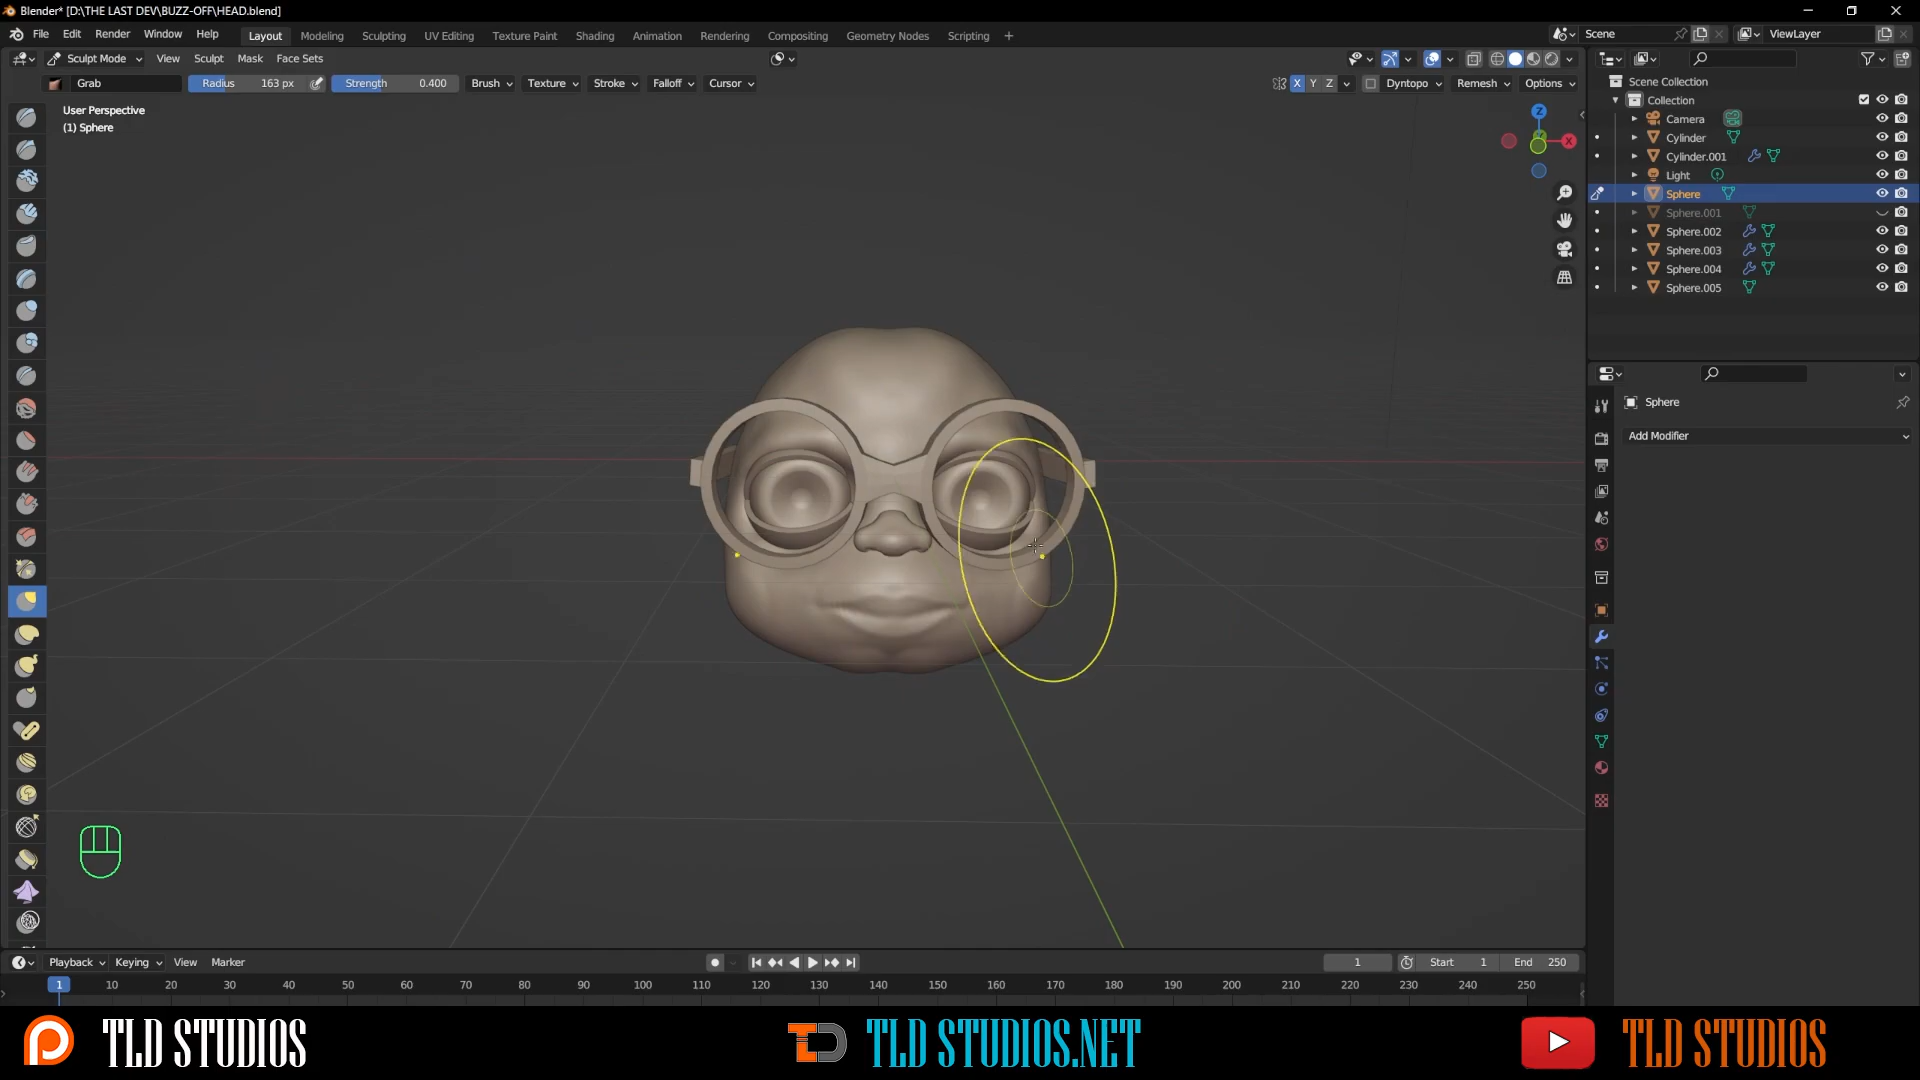 Blender* [D:\THE LAST DEV\BUZZ-OFF\HEAD.blend]
File Edit Render Window Help Layout Modeling Sculpting UV Editing Texture Paint Shading Animation Rendering Compositing Geometry Nodes Scripting + Scene ViewLayer
Sculpt Mode View Sculpt Mask Face Sets
Grab Radius 163 px Strength 0.400 Brush Texture Stroke Falloff Cursor X Y Z Dyntopo Remesh Options
User Perspective
(1) Sphere
Z
X
Scene Collection
Collection
Camera
Cylinder
Cylinder.001
Light
Sphere
Sphere.001
Sphere.002
Sphere.003
Sphere.004
Sphere.005
Sphere
Add Modifier
Playback Keying View Marker 1 Start 1 End 250
1 10 20 30 40 50 60 70 80 90 100 110 120 130 140 150 160 170 180 190 200 210 220 230 240 250
TLD STUDIOS TLD STUDIOS.NET TLD STUDIOS